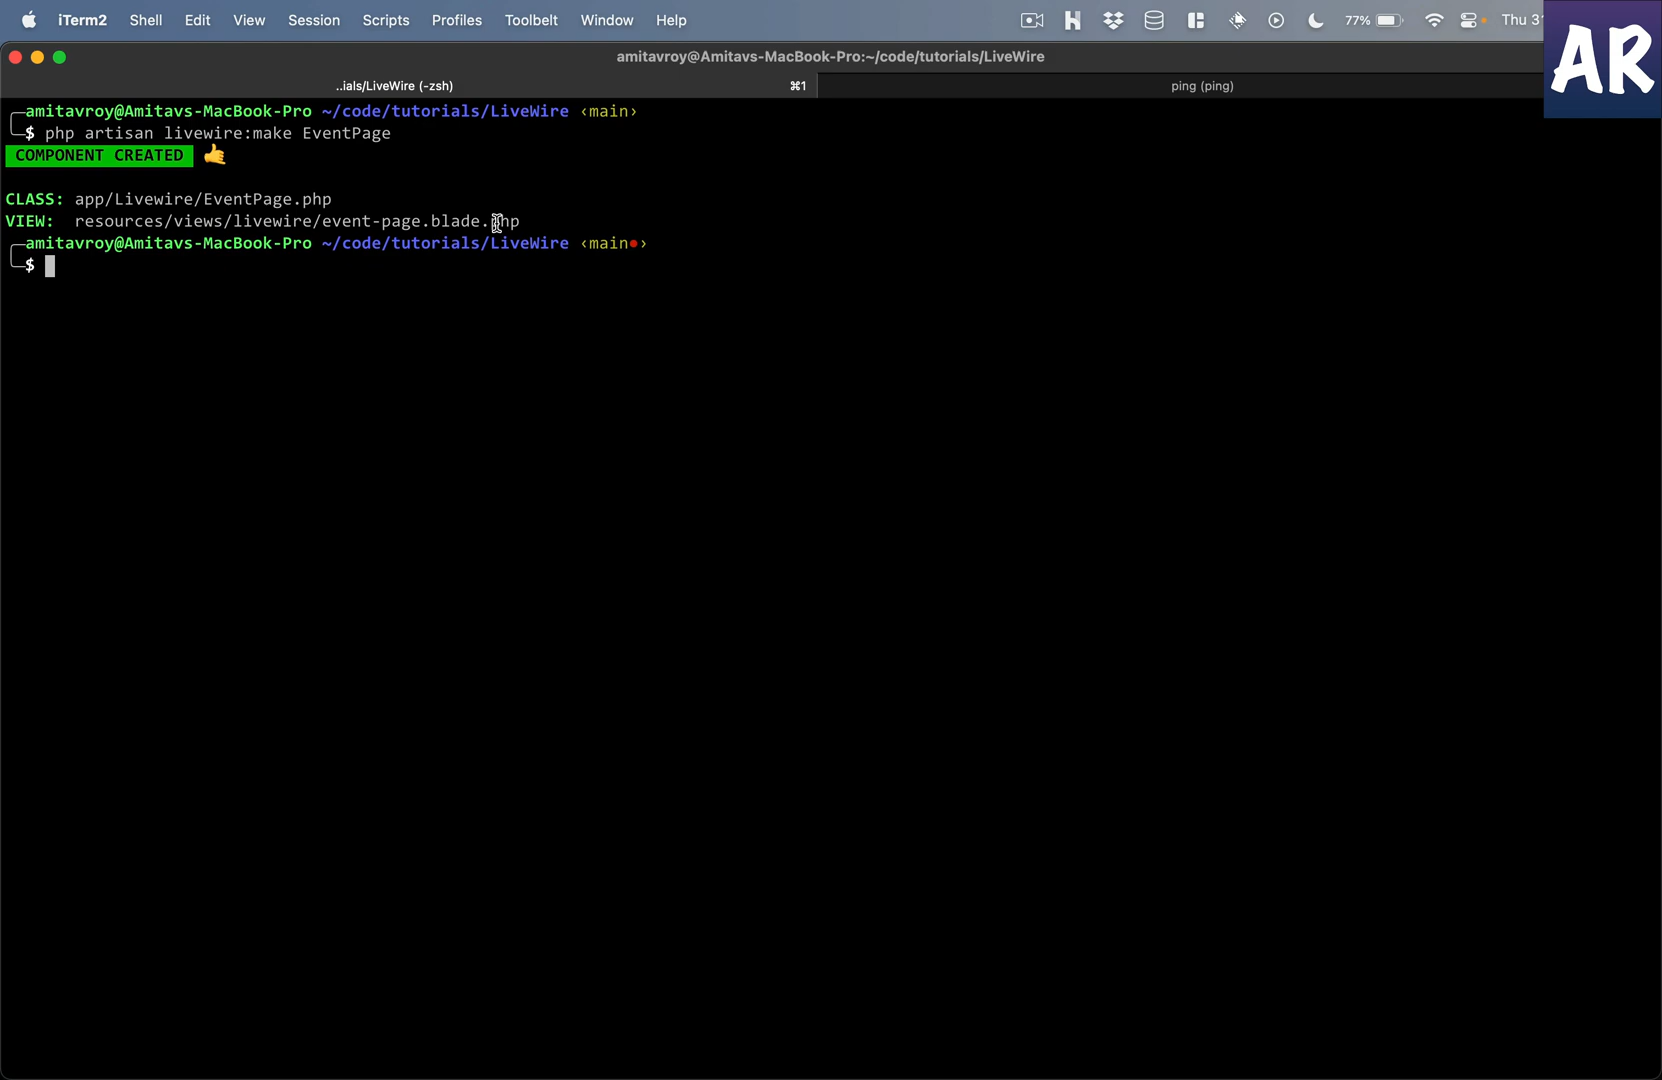 iTerm2 Shell Edit View Session Scripts Profiles Toolbelt Window Help 77% Thu
amitavroy@Amitavs-MacBook-Pro:~/code/tutorials/LiveWire
..ials/LiveWire (-zsh) ⌘1 ping (ping)
AR
amitavroy@Amitavs-MacBook-Pro ~/code/tutorials/LiveWire ‹main›
$ php artisan livewire:make EventPage
COMPONENT CREATED 🤙
CLASS: app/Livewire/EventPage.php
VIEW: resources/views/livewire/event-page.blade.php
amitavroy@Amitavs-MacBook-Pro ~/code/tutorials/LiveWire ‹main●›
$